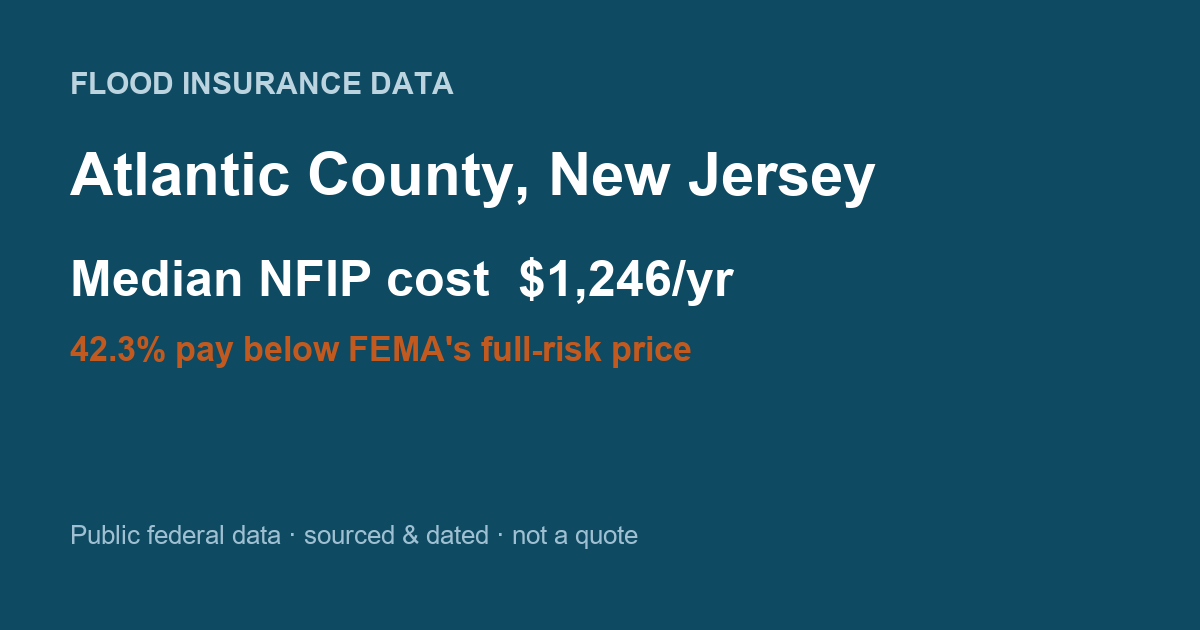 FLOOD INSURANCE DATA
Atlantic County, New Jersey
Median NFIP cost  $1,246/yr
42.3% pay below FEMA's full-risk price
Public federal data · sourced & dated · not a quote